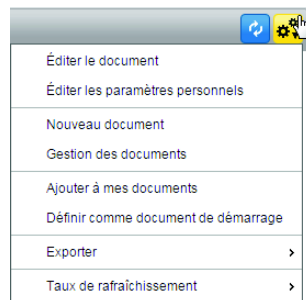 Éditer le document
Éditer les paramètres personnels
Nouveau document
Gestion des documents
Ajouter à mes documents
Définir comme document de démarrage
Exporter
Taux de rafraîchissement